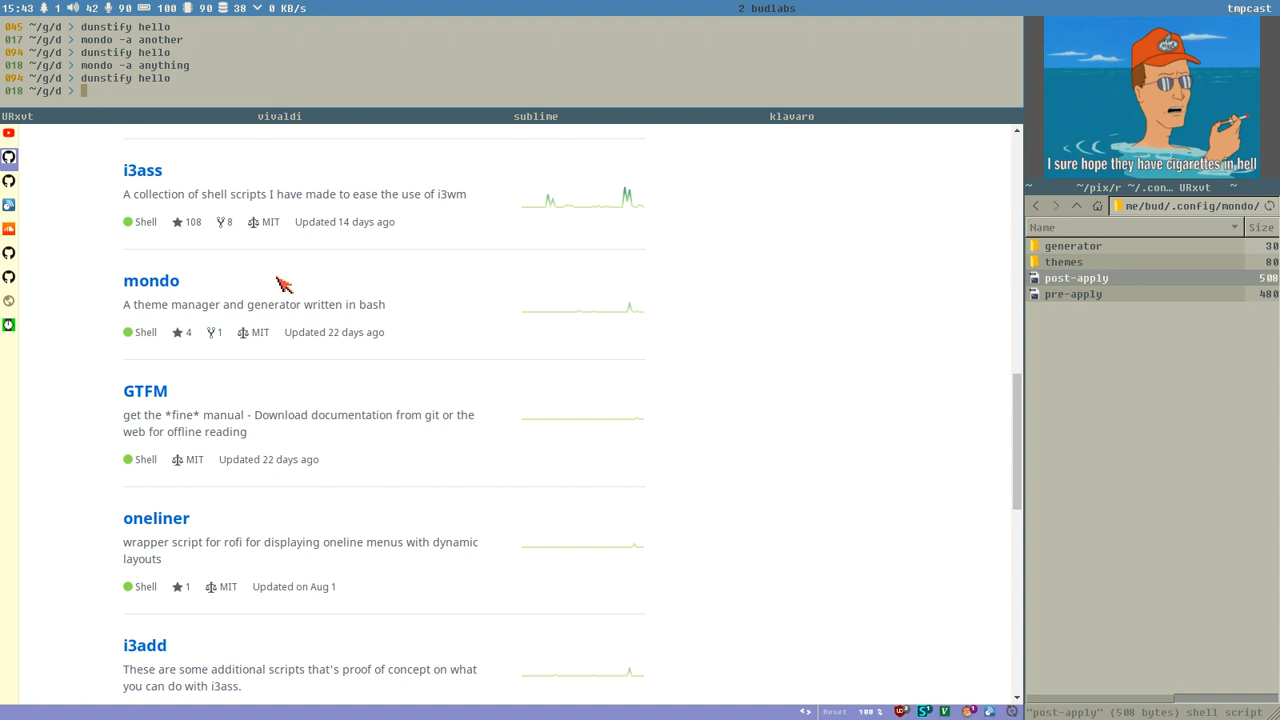 15:43 1 42 90 100 90 38 0 KB/s
2 budlabs
tmpcast
045 ~/g/d > dunstify hello
017 ~/g/d > mondo -a another
094 ~/g/d > dunstify hello
018 ~/g/d > mondo -a anything
094 ~/g/d > dunstify hello
018 ~/g/d >
URxvt vivaldi sublime klavaro
i3ass
A collection of shell scripts I have made to ease the use of i3wm
Shell 108 8 MIT Updated 14 days ago
mondo
A theme manager and generator written in bash
Shell 4 1 MIT Updated 22 days ago
GTFM
get the *fine* manual - Download documentation from git or the
web for offline reading
Shell MIT Updated 22 days ago
oneliner
wrapper script for rofi for displaying oneline menus with dynamic
layouts
Shell 1 MIT Updated on Aug 1
i3add
These are some additional scripts that's proof of concept on what
you can do with i3ass.
Reset 100 %
I sure hope they have cigarettes in hell
~ ~/pix/r ~/.con... URxvt ~
me/bud/.config/mondo/
Name Size
generator 30
themes 80
post-apply 508
pre-apply 480
"post-apply" (508 bytes) shell script